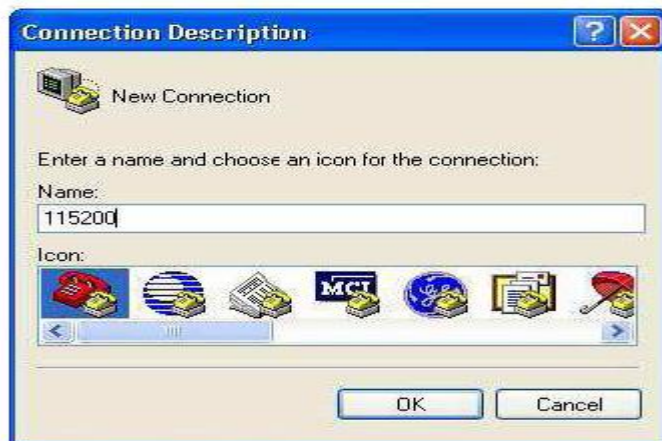 Connection Description
New Connection
Enter a name and choose an icon for the connection:
Name:
115200
Icon:
MCI
OK
Cancel